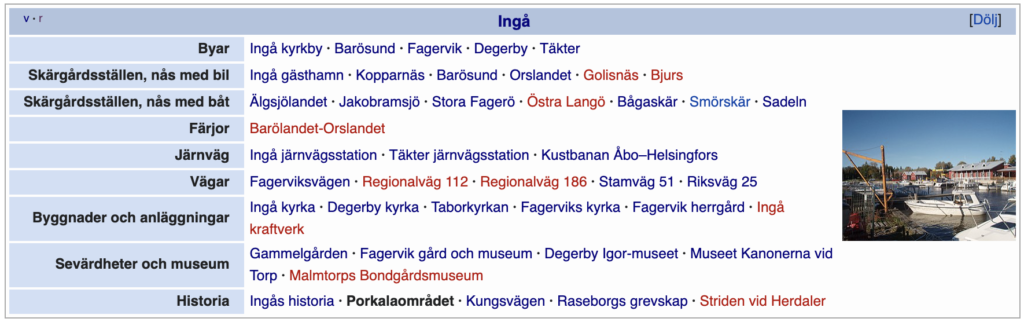 v · r Ingå [Dölj]
Byar Ingå kyrkby · Barösund · Fagervik · Degerby · Täkter
Skärgårdsställen, nås med bil Ingå gästhamn · Kopparnäs · Barösund · Orslandet · Golisnäs · Bjurs
Skärgårdsställen, nås med båt Älgsjölandet · Jakobramsjö · Stora Fagerö · Östra Langö · Bågaskär · Smörskär · Sadeln
Färjor Barölandet-Orslandet
Järnväg Ingå järnvägsstation · Täkter järnvägsstation · Kustbanan Åbo–Helsingfors
Vägar Fagerviksvägen · Regionalväg 112 · Regionalväg 186 · Stamväg 51 · Riksväg 25
Byggnader och anläggningar Ingå kyrka · Degerby kyrka · Taborkyrkan · Fagerviks kyrka · Fagervik herrgård · Ingå
kraftverk
Sevärdheter och museum Gammelgården · Fagervik gård och museum · Degerby Igor-museet · Museet Kanonerna vid
Torp · Malmtorps Bondgårdsmuseum
Historia Ingås historia · Porkalaområdet · Kungsvägen · Raseborgs grevskap · Striden vid Herdaler